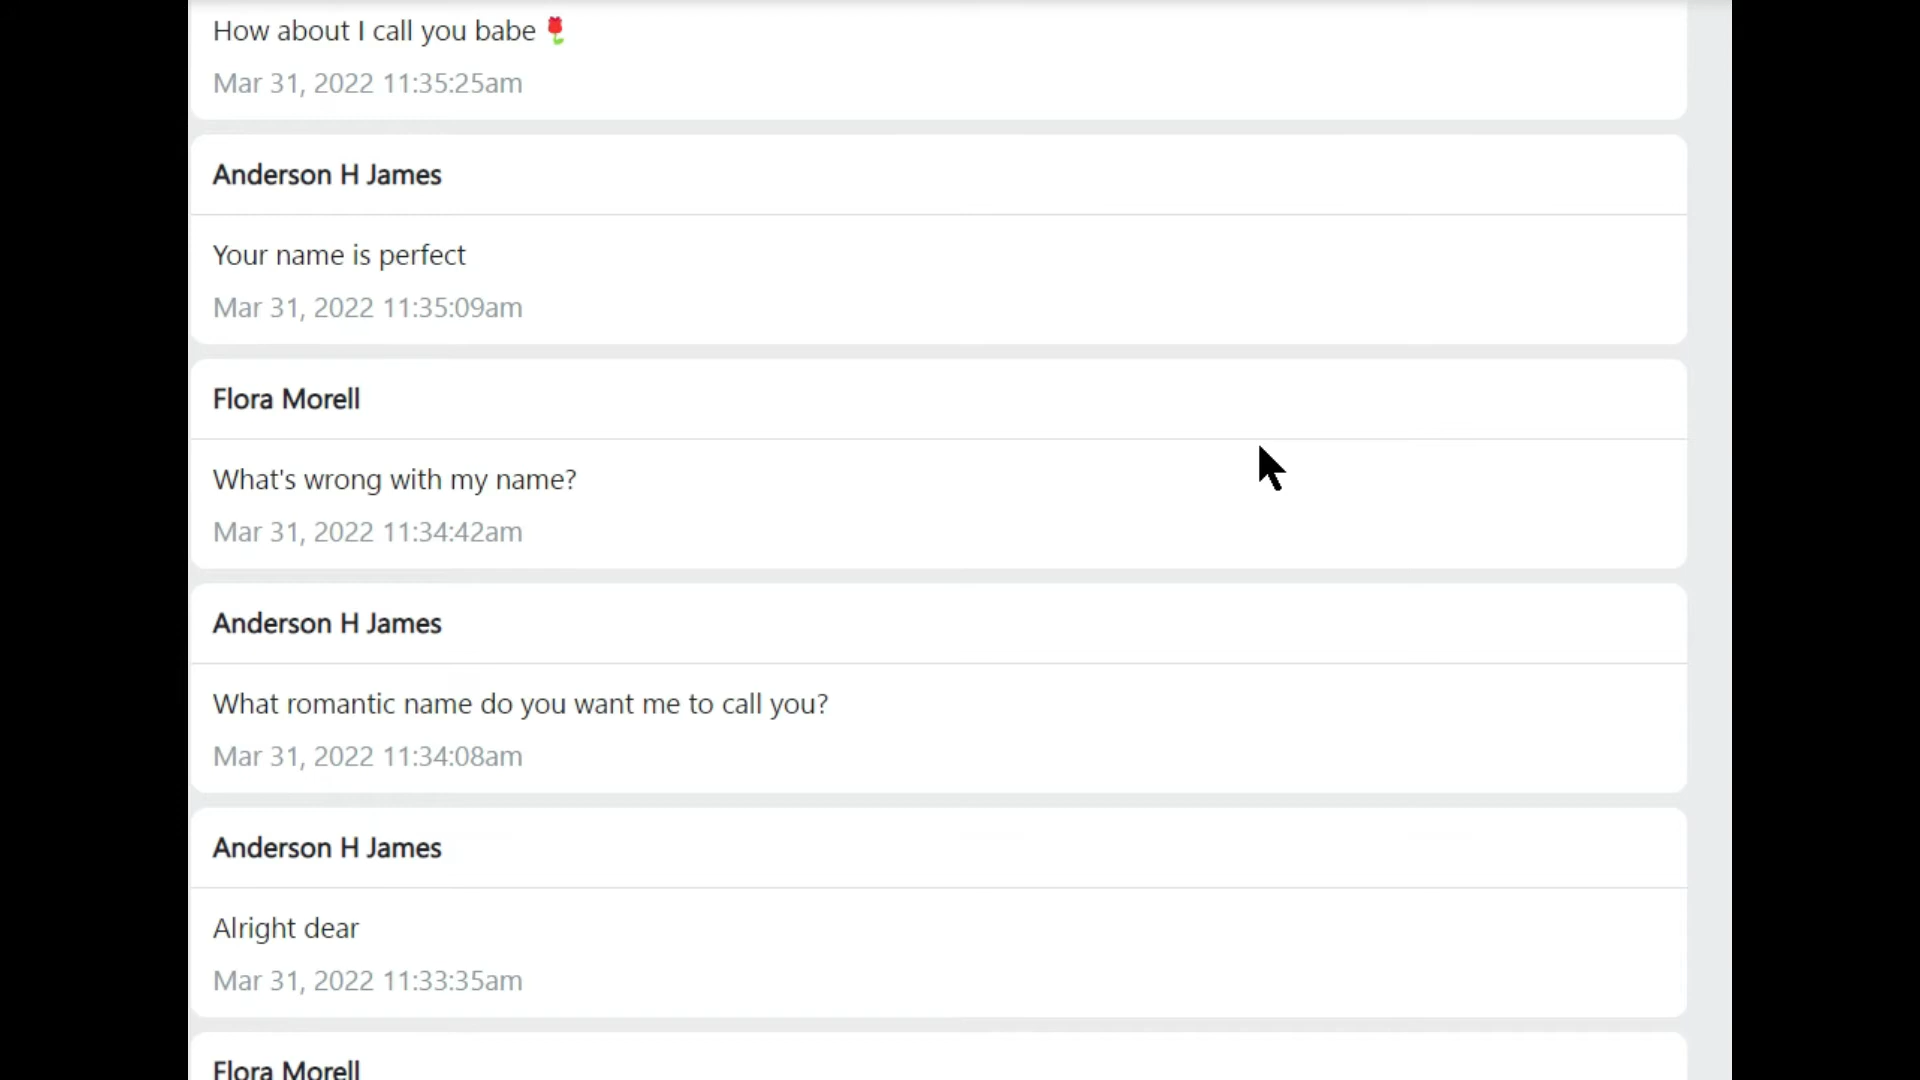 How about I call you babe 🌹
Mar 31, 2022 11:35:25am
Anderson H James
Your name is perfect
Mar 31, 2022 11:35:09am
Flora Morell
What's wrong with my name?
Mar 31, 2022 11:34:42am
Anderson H James
What romantic name do you want me to call you?
Mar 31, 2022 11:34:08am
Anderson H James
Alright dear
Mar 31, 2022 11:33:35am
Flora Morell